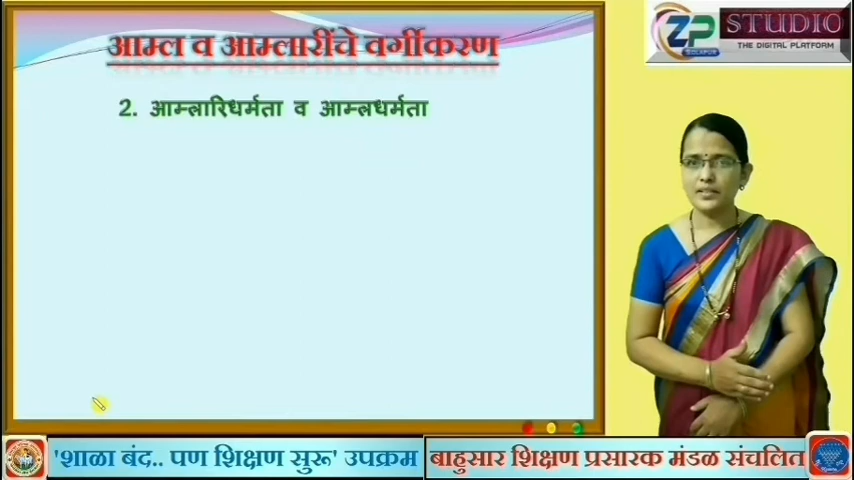 आम्ल व आम्लारींचे वर्गीकरण
2. आम्लारिधर्मता व आम्लधर्मता
ZP STUDIO
SOLAPUR
THE DIGITAL PLATFORM
'शाळा बंद.. पण शिक्षण सुरू' उपक्रम
बाहुसार शिक्षण प्रसारक मंडळ संचलित